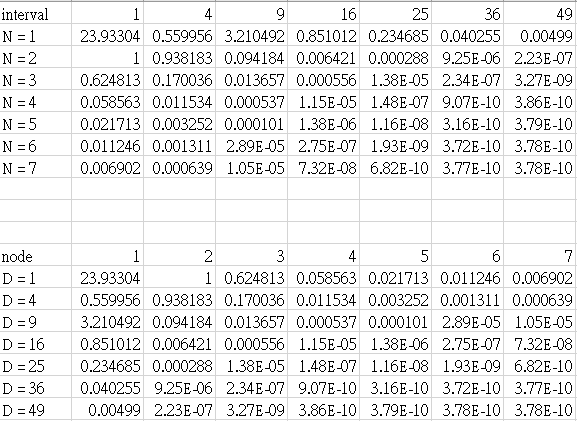 interval 1 4 9 16 25 36 49
N = 1 23.93304 0.559956 3.210492 0.851012 0.234685 0.040255 0.00499
N = 2 1 0.938183 0.094184 0.006421 0.000288 9.25E-06 2.23E-07
N = 3 0.624813 0.170036 0.013657 0.000556 1.38E-05 2.34E-07 3.27E-09
N = 4 0.058563 0.011534 0.000537 1.15E-05 1.48E-07 9.07E-10 3.86E-10
N = 5 0.021713 0.003252 0.000101 1.38E-06 1.16E-08 3.16E-10 3.79E-10
N = 6 0.011246 0.001311 2.89E-05 2.75E-07 1.93E-09 3.72E-10 3.78E-10
N = 7 0.006902 0.000639 1.05E-05 7.32E-08 6.82E-10 3.77E-10 3.78E-10
node 1 2 3 4 5 6 7
D = 1 23.93304 1 0.624813 0.058563 0.021713 0.011246 0.006902
D = 4 0.559956 0.938183 0.170036 0.011534 0.003252 0.001311 0.000639
D = 9 3.210492 0.094184 0.013657 0.000537 0.000101 2.89E-05 1.05E-05
D = 16 0.851012 0.006421 0.000556 1.15E-05 1.38E-06 2.75E-07 7.32E-08
D = 25 0.234685 0.000288 1.38E-05 1.48E-07 1.16E-08 1.93E-09 6.82E-10
D = 36 0.040255 9.25E-06 2.34E-07 9.07E-10 3.16E-10 3.72E-10 3.77E-10
D = 49 0.00499 2.23E-07 3.27E-09 3.86E-10 3.79E-10 3.78E-10 3.78E-10